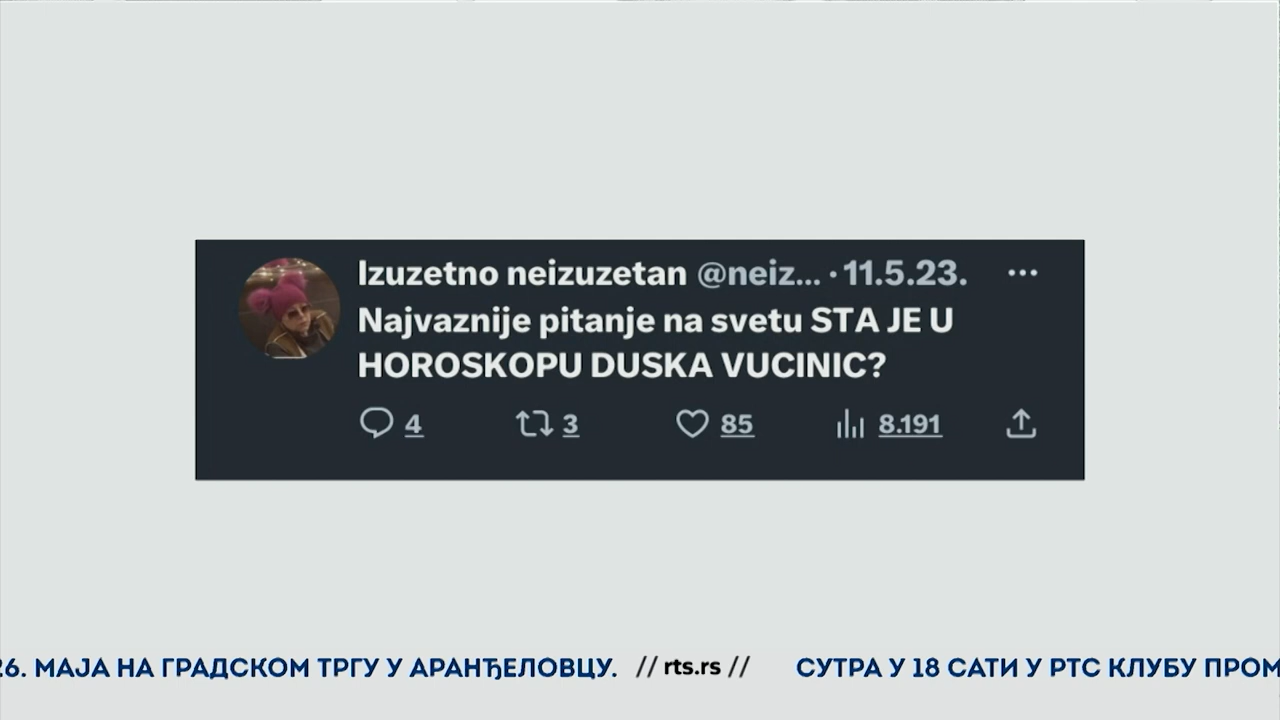 Izuzetno neizuzetan @neiz... · 11.5.23. ...
Najvaznije pitanje na svetu STA JE U
HOROSKOPU DUSKA VUCINIC?
4 3 85 8.191
26. МАЈА НА ГРАДСКОМ ТРГУ У АРАНЂЕЛОВЦУ. // rts.rs // СУТРА У 18 САТИ У РТС КЛУБУ ПРОМ